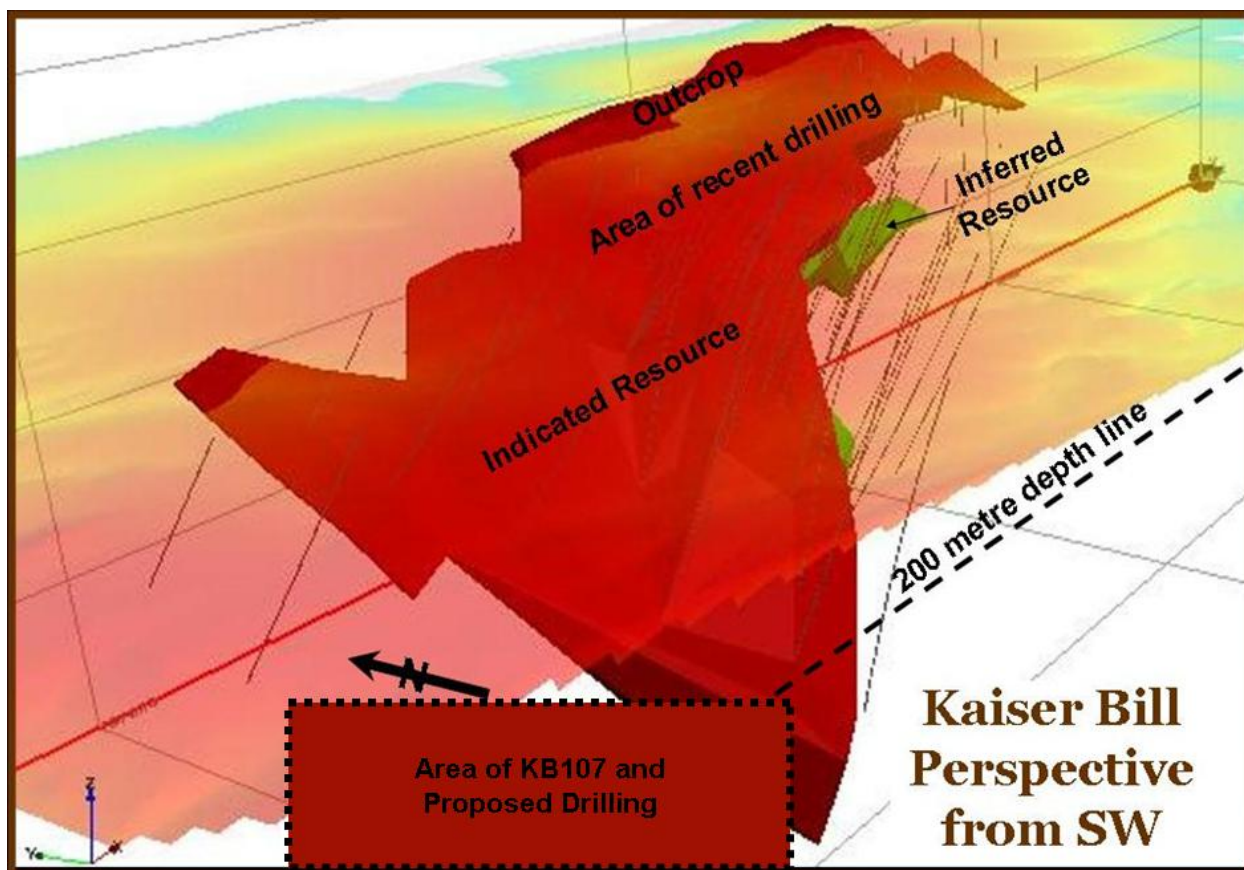 Outcrop
Area of recent drilling
Inferred
Resource
Indicated Resource
200 metre depth line
N
Area of KB107 and
Proposed Drilling
Kaiser Bill
Perspective
from SW
Z
X